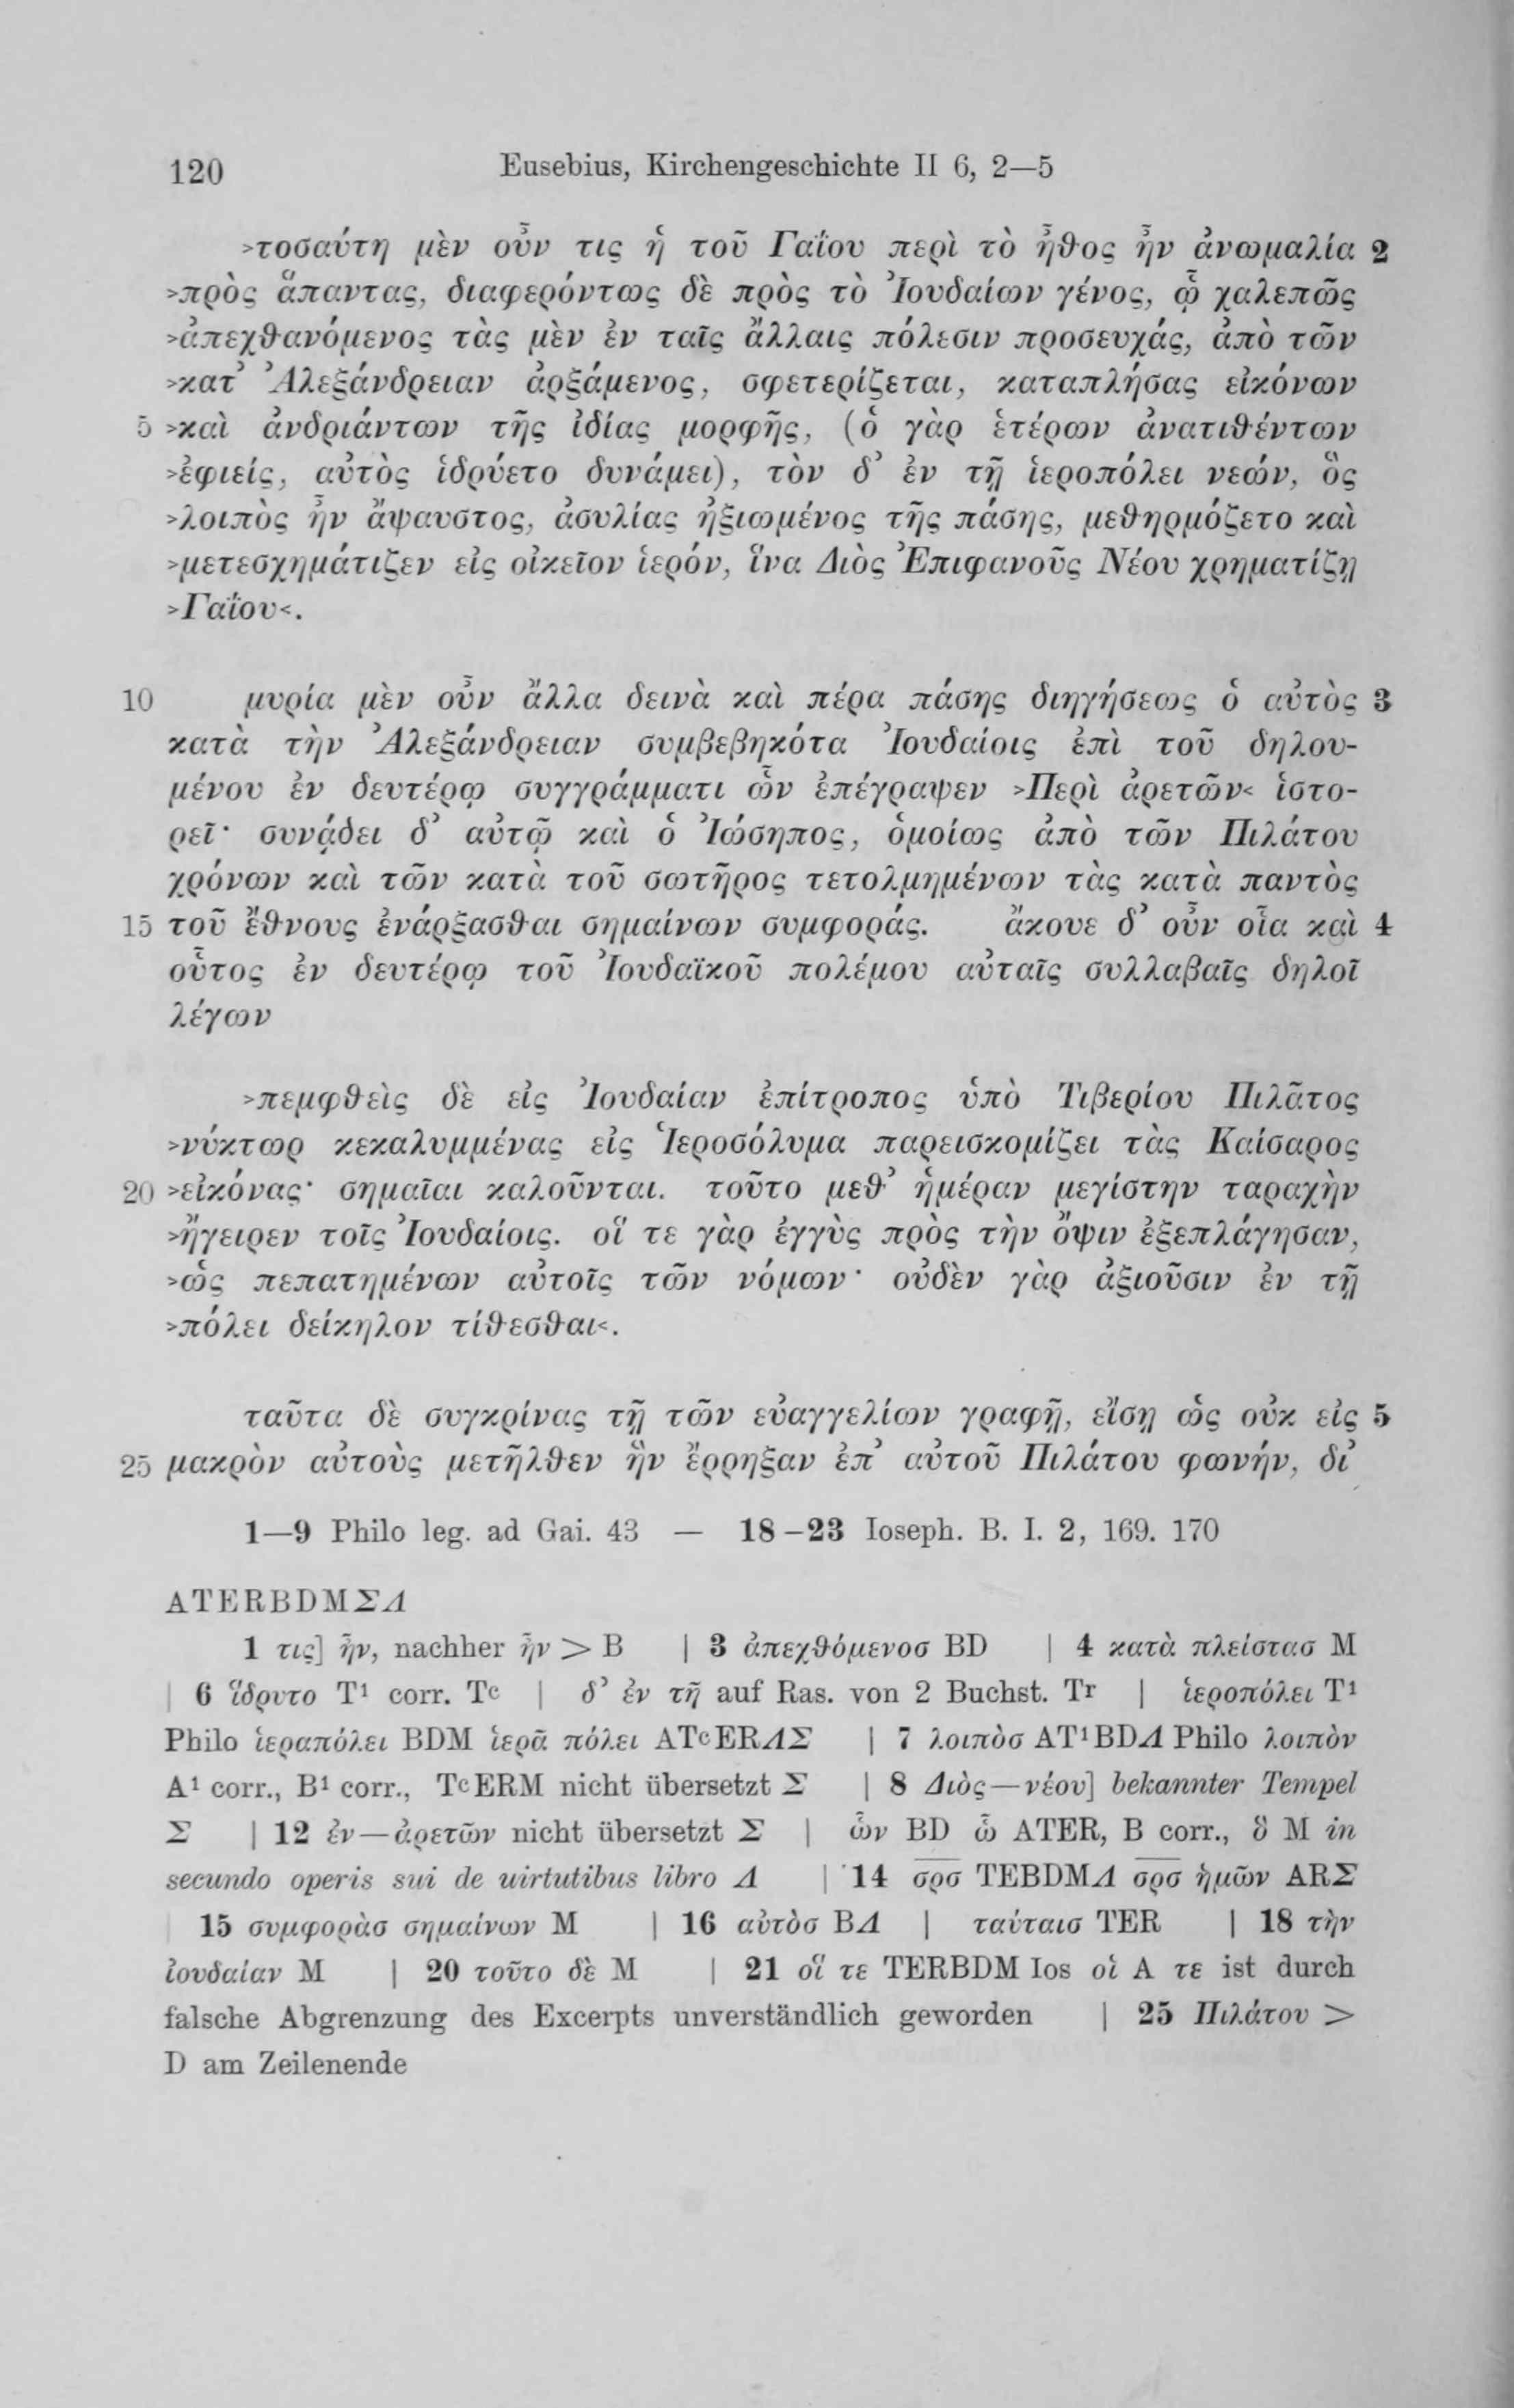 120 Eusebius, Kirchengeschichte II 6, 2—5
>τοσαύτη μὲν οὖν τις ἡ τοῦ Γαΐου περὶ τὸ ἦθος ἦν ἀνωμαλία 2
>πρὸς ἅπαντας, διαφερόντως δὲ πρὸς τὸ Ἰουδαίων γένος, ᾧ χαλεπῶς
>ἀπεχθανόμενος τὰς μὲν ἐν ταῖς ἄλλαις πόλεσιν προσευχάς, ἀπὸ τῶν
>κατ’ Ἀλεξάνδρειαν ἀρξάμενος, σφετερίζεται, καταπλήσας εἰκόνων
5 >καὶ ἀνδριάντων τῆς ἰδίας μορφῆς, (ὁ γὰρ ἑτέρων ἀνατιθέντων
>ἐφιείς, αὐτὸς ἱδρύετο δυνάμει), τὸν δ’ ἐν τῇ ἱεροπόλει νεών, ὃς
>λοιπὸς ἦν ἄψαυστος, ἀσυλίας ἠξιωμένος τῆς πάσης, μεθηρμόζετο καὶ
>μετεσχημάτιζεν εἰς οἰκεῖον ἱερόν, ἵνα Διὸς Ἐπιφανοῦς Νέου χρηματίζῃ
>Γαΐου<.
10 μυρία μὲν οὖν ἄλλα δεινὰ καὶ πέρα πάσης διηγήσεως ὁ αὐτὸς 3
κατὰ τὴν Ἀλεξάνδρειαν συμβεβηκότα Ἰουδαίοις ἐπὶ τοῦ δηλου-
μένου ἐν δευτέρῳ συγγράμματι ὧν ἐπέγραψεν >Περὶ ἀρετῶν< ἱστο-
ρεῖ· συνᾴδει δ’ αὐτῷ καὶ ὁ Ἰώσηπος, ὁμοίως ἀπὸ τῶν Πιλάτου
χρόνων καὶ τῶν κατὰ τοῦ σωτῆρος τετολμημένων τὰς κατὰ παντὸς
15 τοῦ ἔθνους ἐνάρξασθαι σημαίνων συμφοράς. ἄκουε δ’ οὖν οἷα καὶ 4
οὗτος ἐν δευτέρῳ τοῦ Ἰουδαϊκοῦ πολέμου αὐταῖς συλλαβαῖς δηλοῖ
λέγων
>πεμφθεὶς δὲ εἰς Ἰουδαίαν ἐπίτροπος ὑπὸ Τιβερίου Πιλᾶτος
>νύκτωρ κεκαλυμμένας εἰς Ἱεροσόλυμα παρεισκομίζει τὰς Καίσαρος
20 >εἰκόνας· σημαῖαι καλοῦνται. τοῦτο μεθ’ ἡμέραν μεγίστην ταραχὴν
>ἤγειρεν τοῖς Ἰουδαίοις. οἵ τε γὰρ ἐγγὺς πρὸς τὴν ὄψιν ἐξεπλάγησαν,
>ὡς πεπατημένων αὐτοῖς τῶν νόμων· οὐδὲν γὰρ ἀξιοῦσιν ἐν τῇ
>πόλει δείκηλον τίθεσθαι<.
ταῦτα δὲ συγκρίνας τῇ τῶν εὐαγγελίων γραφῇ, εἴσῃ ὡς οὐκ εἰς 5
25 μακρὸν αὐτοὺς μετῆλθεν ἣν ἔρρηξαν ἐπ’ αὐτοῦ Πιλάτου φωνήν, δι’
1—9 Philo leg. ad Gai. 43 — 18–23 Ioseph. B. I. 2, 169. 170
ATERBDMΣΛ
1 τις] ἦν, nachher ἦν > B | 3 ἀπεχθόμενοσ BD | 4 κατὰ πλείστασ M
| 6 ἵδρυτο T¹ corr. Tᶜ | δ’ ἐν τῇ auf Ras. von 2 Buchst. Tʳ | ἱεροπόλει T¹
Philo ἱεραπόλει BDM ἱερᾶ πόλει ATᶜERΛΣ | 7 λοιπὸσ AT¹BDΛ Philo λοιπὸν
A¹ corr., B¹ corr., TᶜERM nicht übersetzt Σ | 8 Διὸς—νέου] bekannter Tempel
Σ | 12 ἐν—ἀρετῶν nicht übersetzt Σ | ὧν BD ὧ ATER, B corr., ὃ M in
secundo operis sui de uirtutibus libro Λ | 14 σρσ TEBDMΛ σρσ ἡμῶν ARΣ
| 15 συμφορὰσ σημαίνων M | 16 αὐτὸσ BΛ | ταύταισ TER | 18 τὴν
ἰουδαίαν M | 20 τοῦτο δὲ M | 21 οἵ τε TERBDM Ios οἱ A τε ist durch
falsche Abgrenzung des Excerpts unverständlich geworden | 25 Πιλάτου >
D am Zeilenende